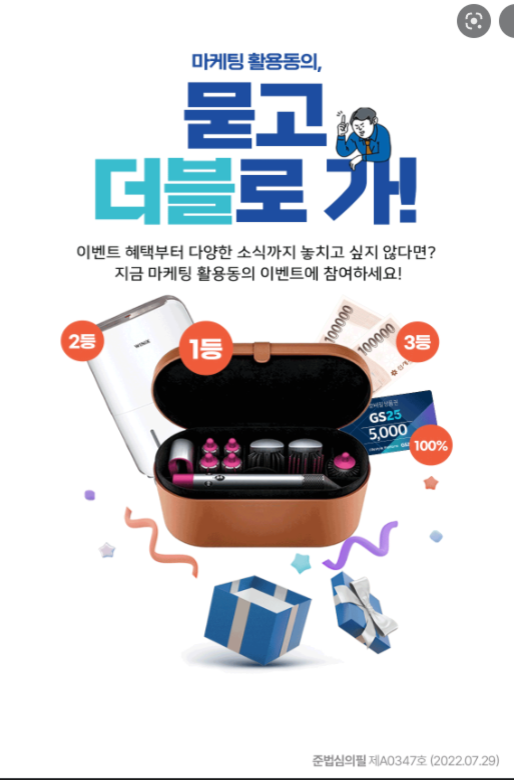 마케팅 활용동의,
묻고
더블로 가!
이벤트 혜택부터 다양한 소식까지 놓치고 싶지 않다면?
지금 마케팅 활용동의 이벤트에 참여하세요!
2등
WINIX
1등
100000
100000
3등
GS25
5,000
100%
준법심의필 제A0347호 (2022.07.29)